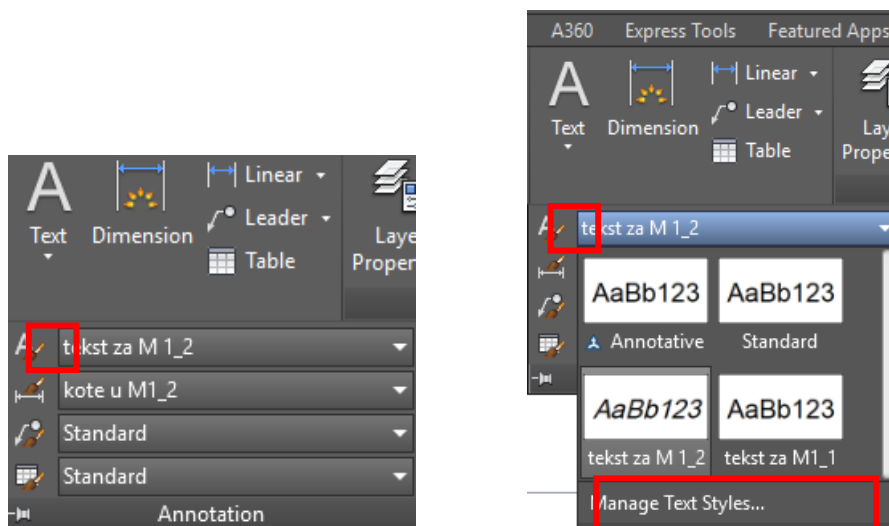 Text
Dimension
Linear
Leader
Table
Laye
Proper
tekst za M 1_2
kote u M1_2
Standard
Standard
Annotation
A360 Express Tools Featured Apps
Text
Dimension
Linear
Leader
Table
Lay
Prope
tekst za M 1_2
AaBb123 AaBb123
Annotative Standard
AaBb123 AaBb123
tekst za M 1_2 tekst za M1_1
Manage Text Styles...